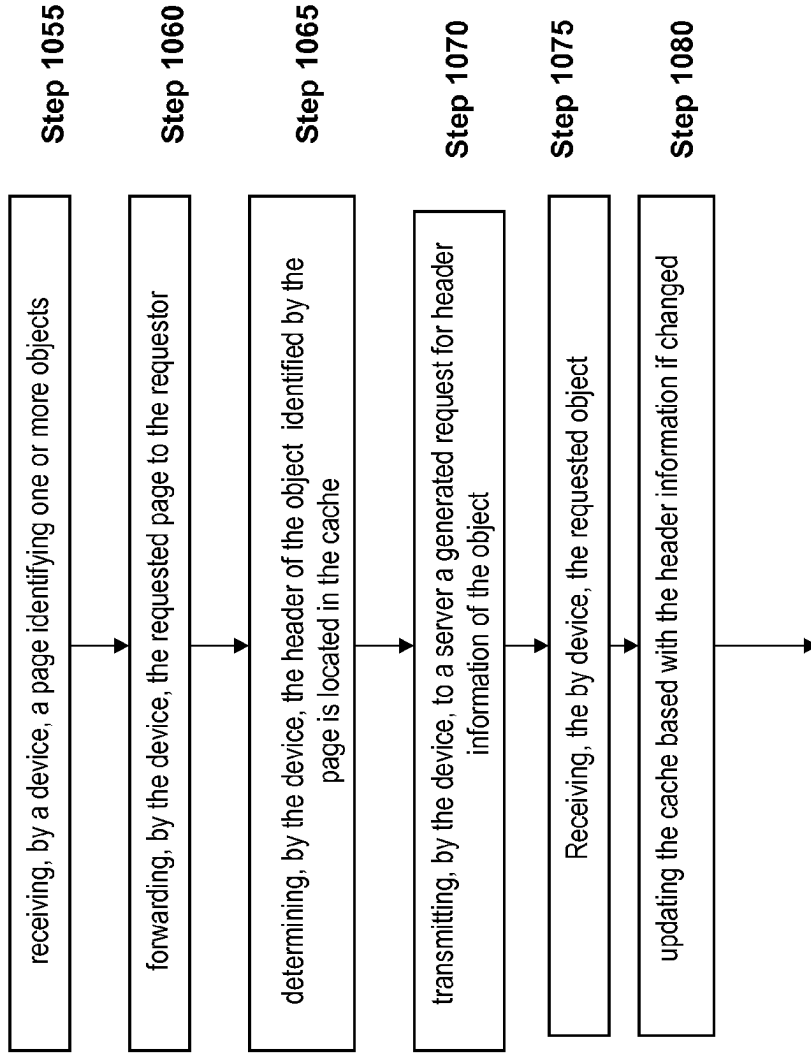 receiving, by a device, a page identifying one or more objects
Step 1055
forwarding, by the device, the requested page to the requestor
Step 1060
determining, by the device, the header of the object identified by the
page is located in the cache
Step 1065
transmitting, by the device, to a server a generated request for header
information of the object
Step 1070
Receiving, the by device, the requested object
Step 1075
updating the cache based with the header information if changed
Step 1080